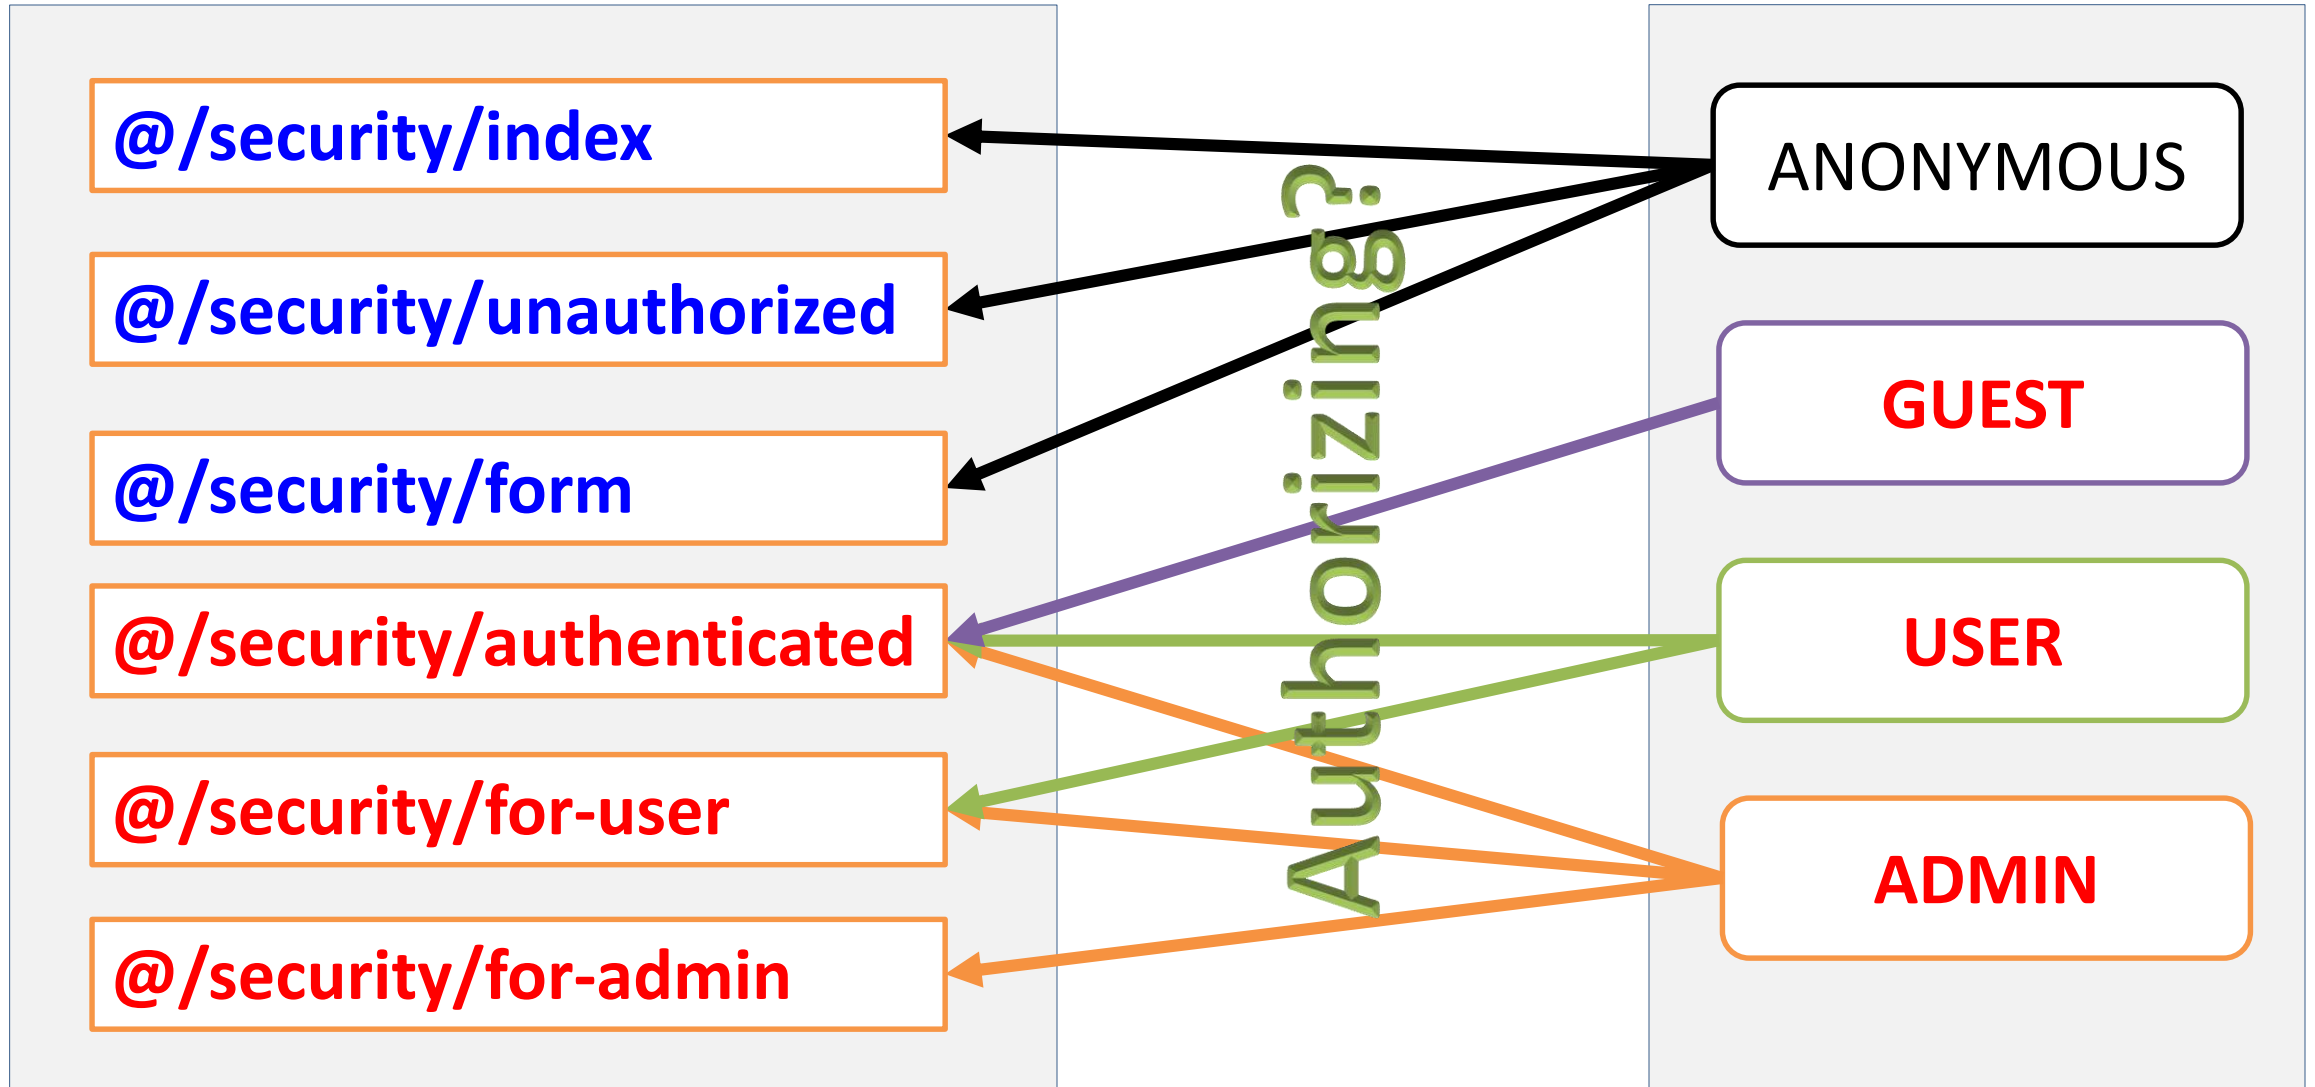 @/security/index
@/security/unauthorized
@/security/form
@/security/authenticated
@/security/for-user
@/security/for-admin
Authorizing?
ANONYMOUS
GUEST
USER
ADMIN